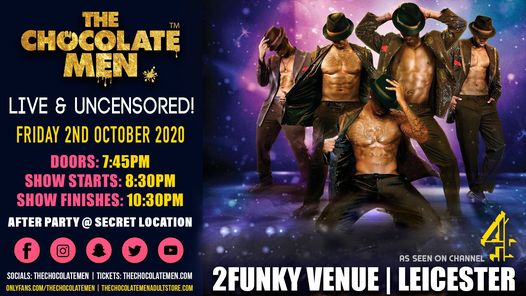 THE
CHOCOLATE
MEN
TM
LIVE & UNCENSORED!
FRIDAY 2ND OCTOBER 2020
DOORS: 7:45PM
SHOW STARTS: 8:30PM
SHOW FINISHES: 10:30PM
AFTER PARTY @ SECRET LOCATION
SOCIALS: THECHOCOLATEMEN | TICKETS: THECHOCOLATEMEN.COM
ONLYFANS.COM/THECHOCOLATEMEN | THECHOCOLATEMENADULTSTORE.COM
AS SEEN ON CHANNEL 4
2FUNKY VENUE | LEICESTER